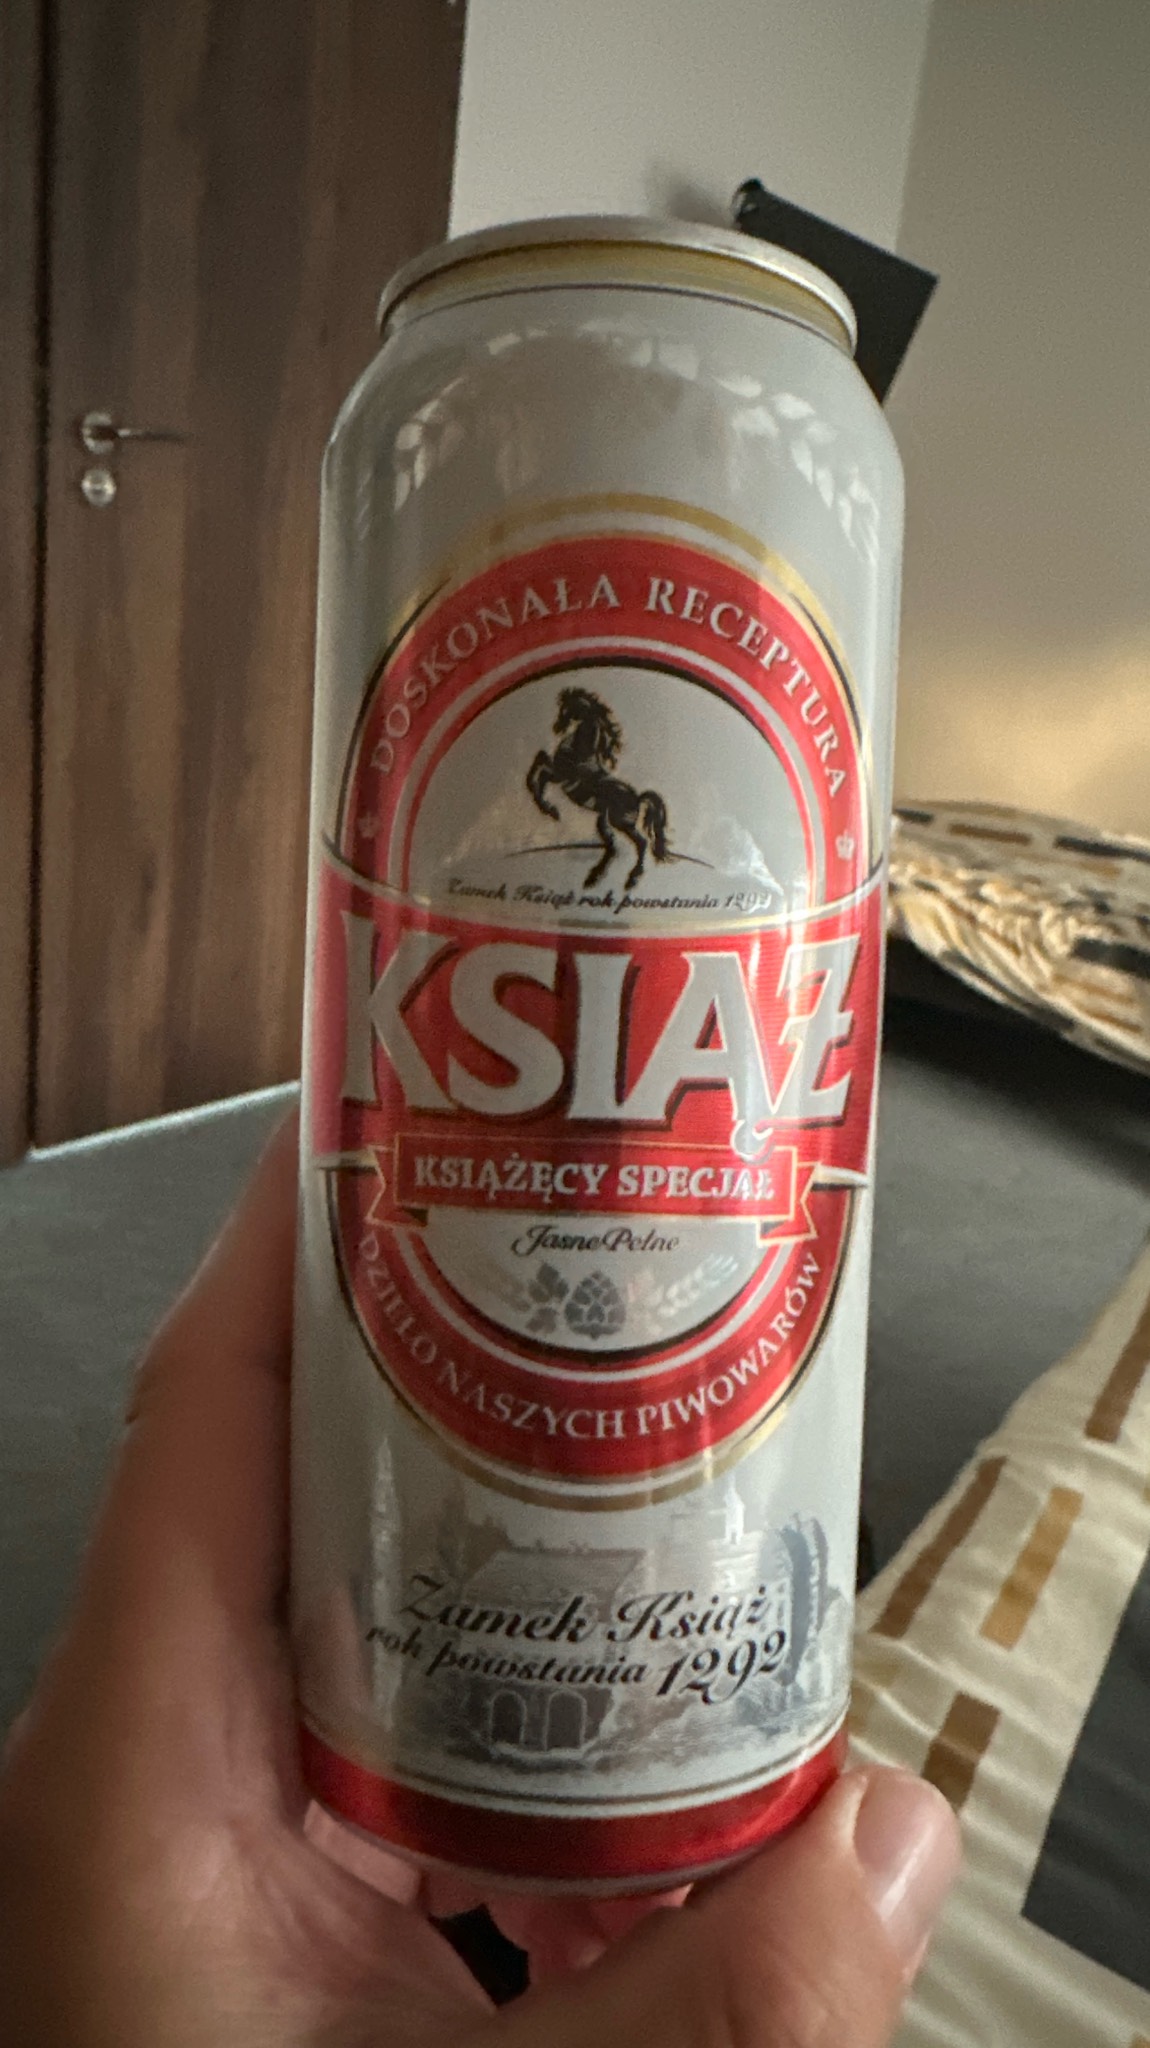 DOSKONAŁA RECEPTURA
Zamek Książ rok powstania 1292
KSIĄŻ
KSIĄŻĘCY SPECJAŁ
Jasne Pełne
DZIEŁO NASZYCH PIWOWARÓW
Zamek Książ
rok powstania 1292